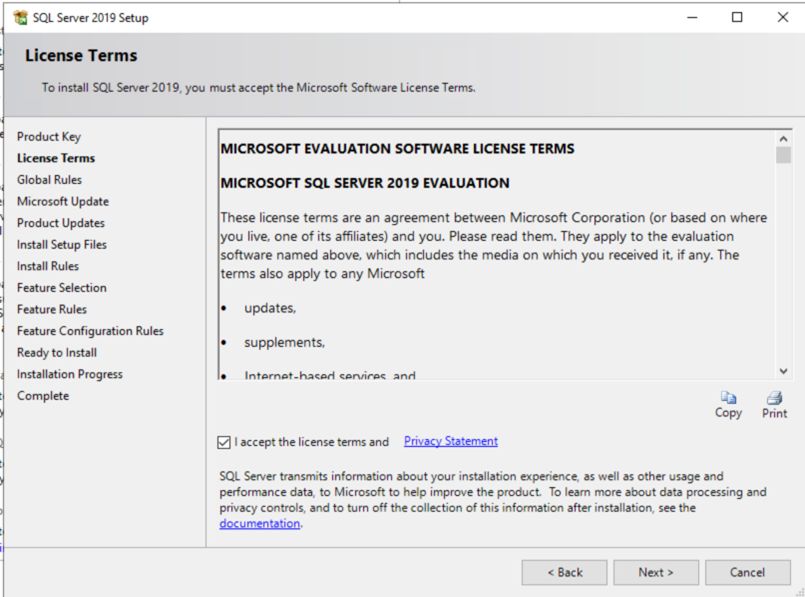 SQL Server 2019 Setup
License Terms
To install SQL Server 2019, you must accept the Microsoft Software License Terms.
Product Key
License Terms
Global Rules
Microsoft Update
Product Updates
Install Setup Files
Install Rules
Feature Selection
Feature Rules
Feature Configuration Rules
Ready to Install
Installation Progress
Complete
MICROSOFT EVALUATION SOFTWARE LICENSE TERMS
MICROSOFT SQL SERVER 2019 EVALUATION
These license terms are an agreement between Microsoft Corporation (or based on where
you live, one of its affiliates) and you. Please read them. They apply to the evaluation
software named above, which includes the media on which you received it, if any. The
terms also apply to any Microsoft
• updates,
• supplements,
• Internet-based services, and
Copy Print
I accept the license terms and Privacy Statement
SQL Server transmits information about your installation experience, as well as other usage and
performance data, to Microsoft to help improve the product. To learn more about data processing and
privacy controls, and to turn off the collection of this information after installation, see the
documentation.
< Back Next > Cancel